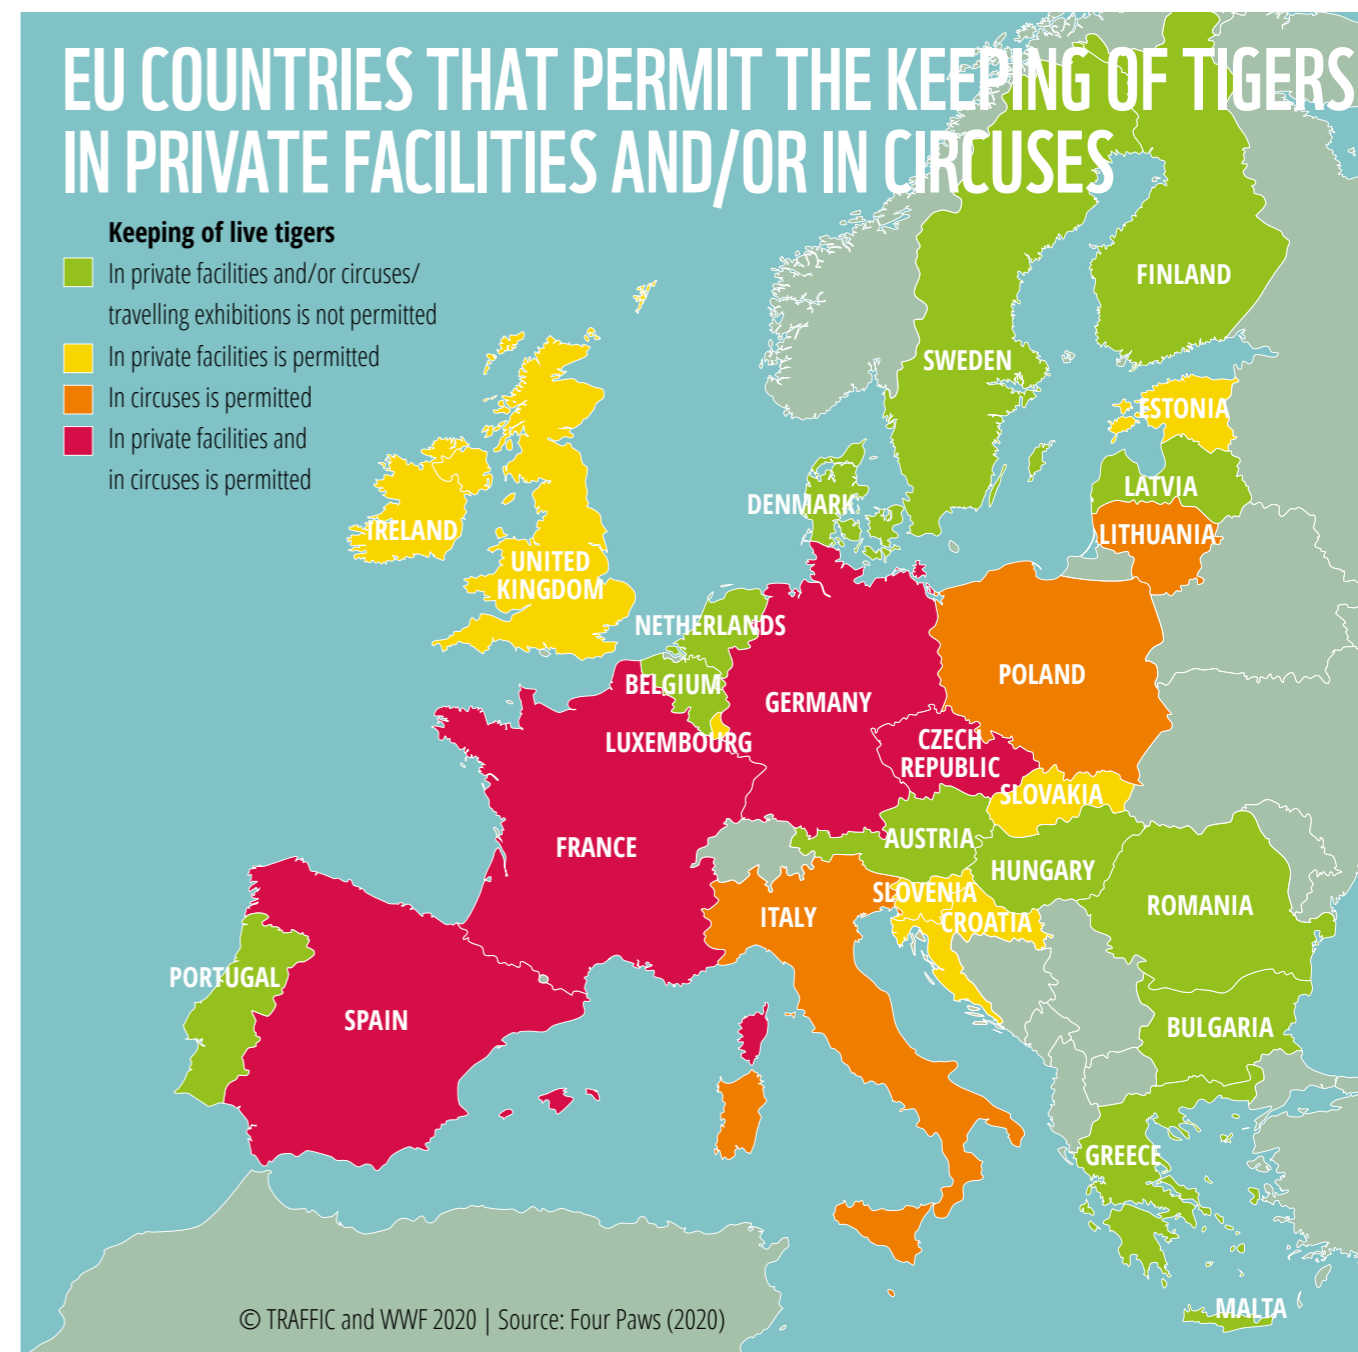 EU COUNTRIES THAT PERMIT THE KEEPING OF TIGERS
IN PRIVATE FACILITIES AND/OR IN CIRCUSES
Keeping of live tigers
In private facilities and/or circuses/
travelling exhibitions is not permitted
In private facilities is permitted
In circuses is permitted
In private facilities and
in circuses is permitted
FINLAND
SWEDEN
ESTONIA
LATVIA
DENMARK
LITHUANIA
IRELAND
UNITED
KINGDOM
NETHERLANDS
BELGIUM
GERMANY
POLAND
LUXEMBOURG
CZECH
REPUBLIC
SLOVAKIA
FRANCE
AUSTRIA
HUNGARY
SLOVENIA
ROMANIA
ITALY
CROATIA
PORTUGAL
SPAIN
BULGARIA
GREECE
MALTA
© TRAFFIC and WWF 2020 | Source: Four Paws (2020)